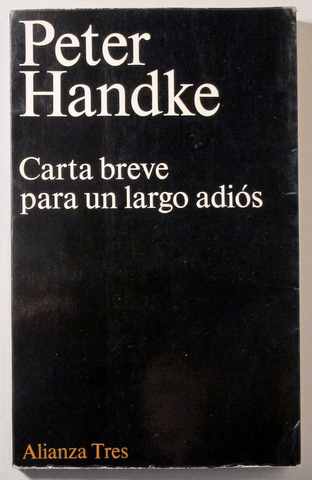 Peter
Handke
Carta breve
para un largo adiós
Alianza Tres